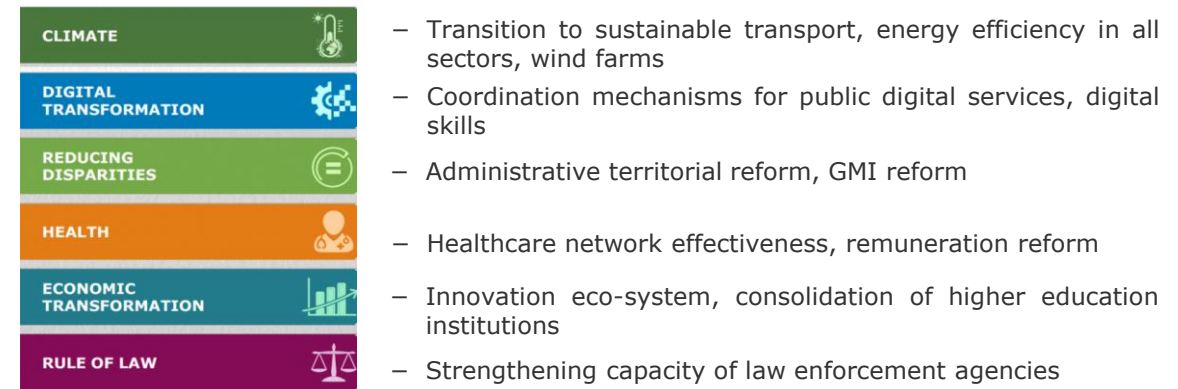 CLIMATE
– Transition to sustainable transport, energy efficiency in all
sectors, wind farms
DIGITAL
TRANSFORMATION
– Coordination mechanisms for public digital services, digital
skills
REDUCING
DISPARITIES
– Administrative territorial reform, GMI reform
HEALTH
– Healthcare network effectiveness, remuneration reform
ECONOMIC
TRANSFORMATION
– Innovation eco-system, consolidation of higher education
institutions
RULE OF LAW
– Strengthening capacity of law enforcement agencies